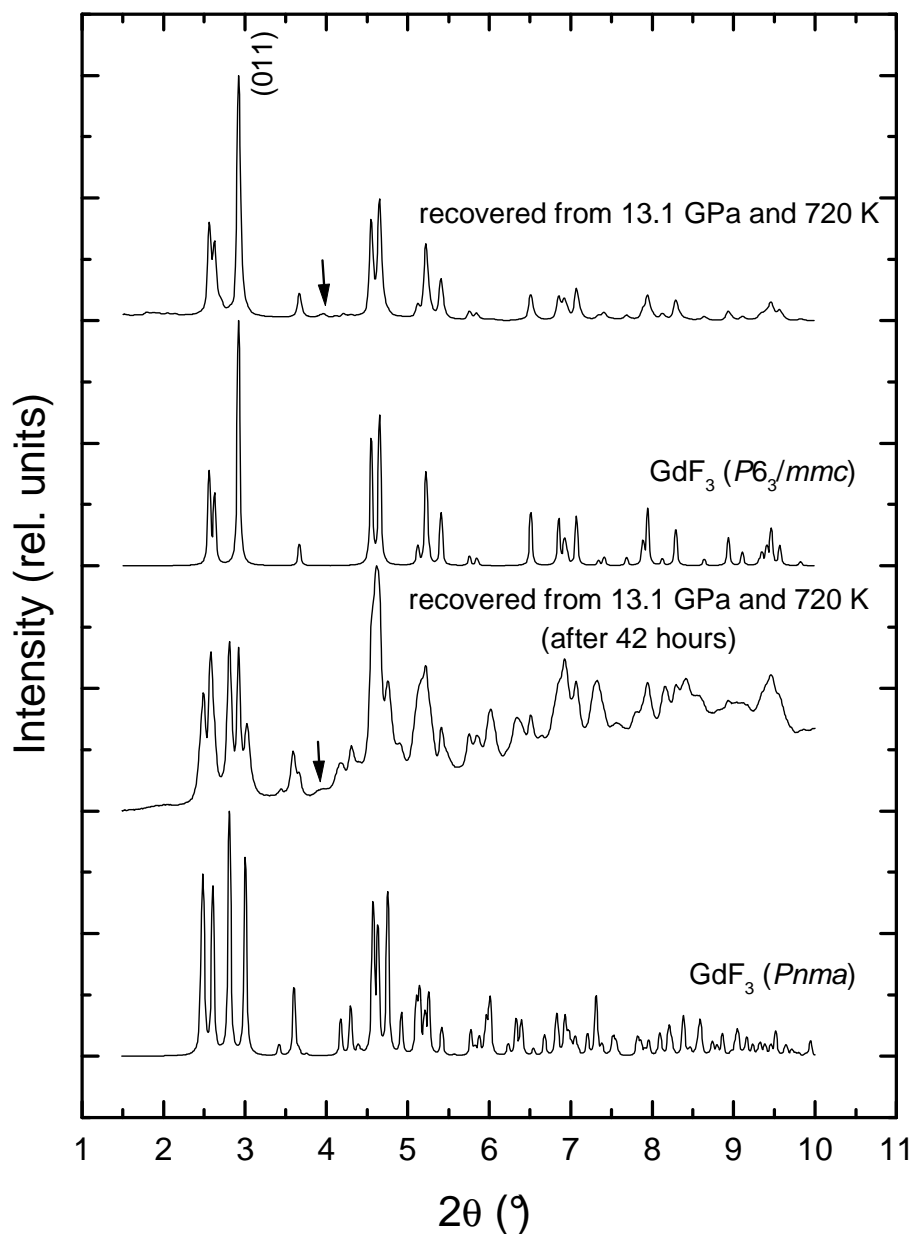 (011)
recovered from 13.1 GPa and 720 K
GdF3 (P63/mmc)
recovered from 13.1 GPa and 720 K
(after 42 hours)
GdF3 (Pnma)
Intensity (rel. units)
1 2 3 4 5 6 7 8 9 10 11
2θ (°)